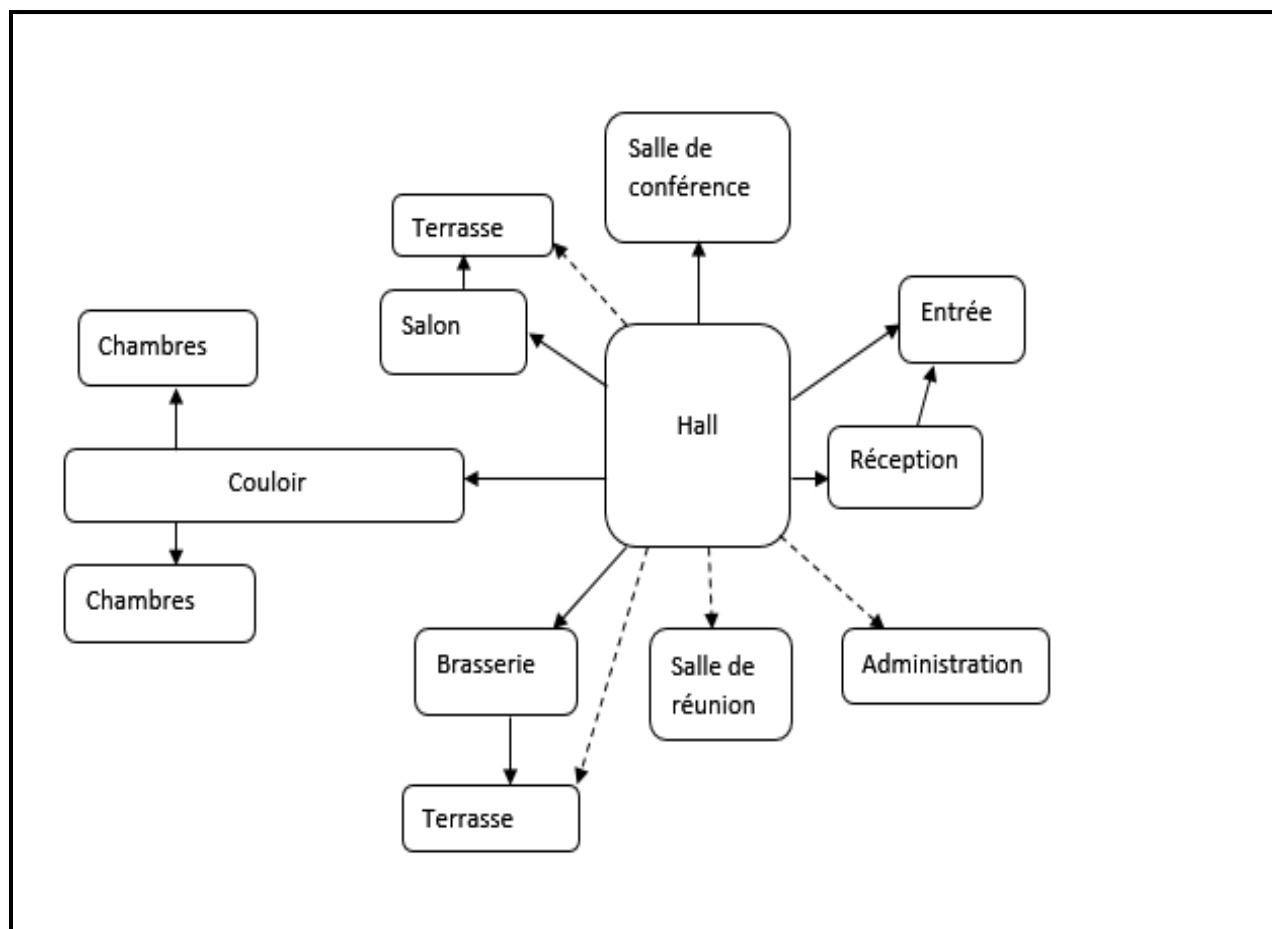 Salle de
conférence
Terrasse
Entrée
Salon
Chambres
Hall
Réception
Couloir
Chambres
Brasserie
Salle de
réunion
Administration
Terrasse